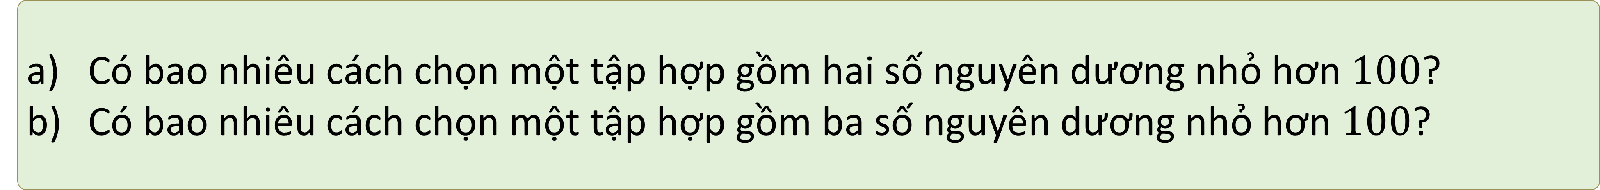 a) Có bao nhiêu cách chọn một tập hợp gồm hai số nguyên dương nhỏ hơn 100?
b) Có bao nhiêu cách chọn một tập hợp gồm ba số nguyên dương nhỏ hơn 100?